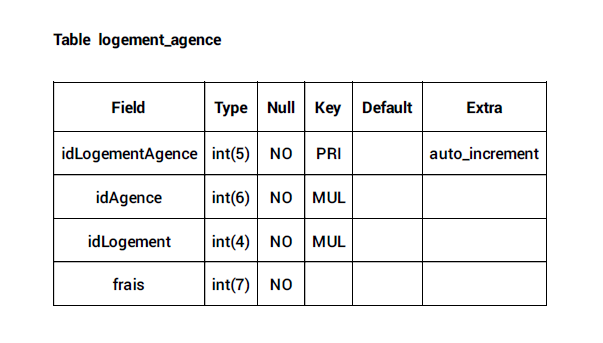 Table logement_agence
Field Type Null Key Default Extra
idLogementAgence int(5) NO PRI auto_increment
idAgence int(6) NO MUL
idLogement int(4) NO MUL
frais int(7) NO